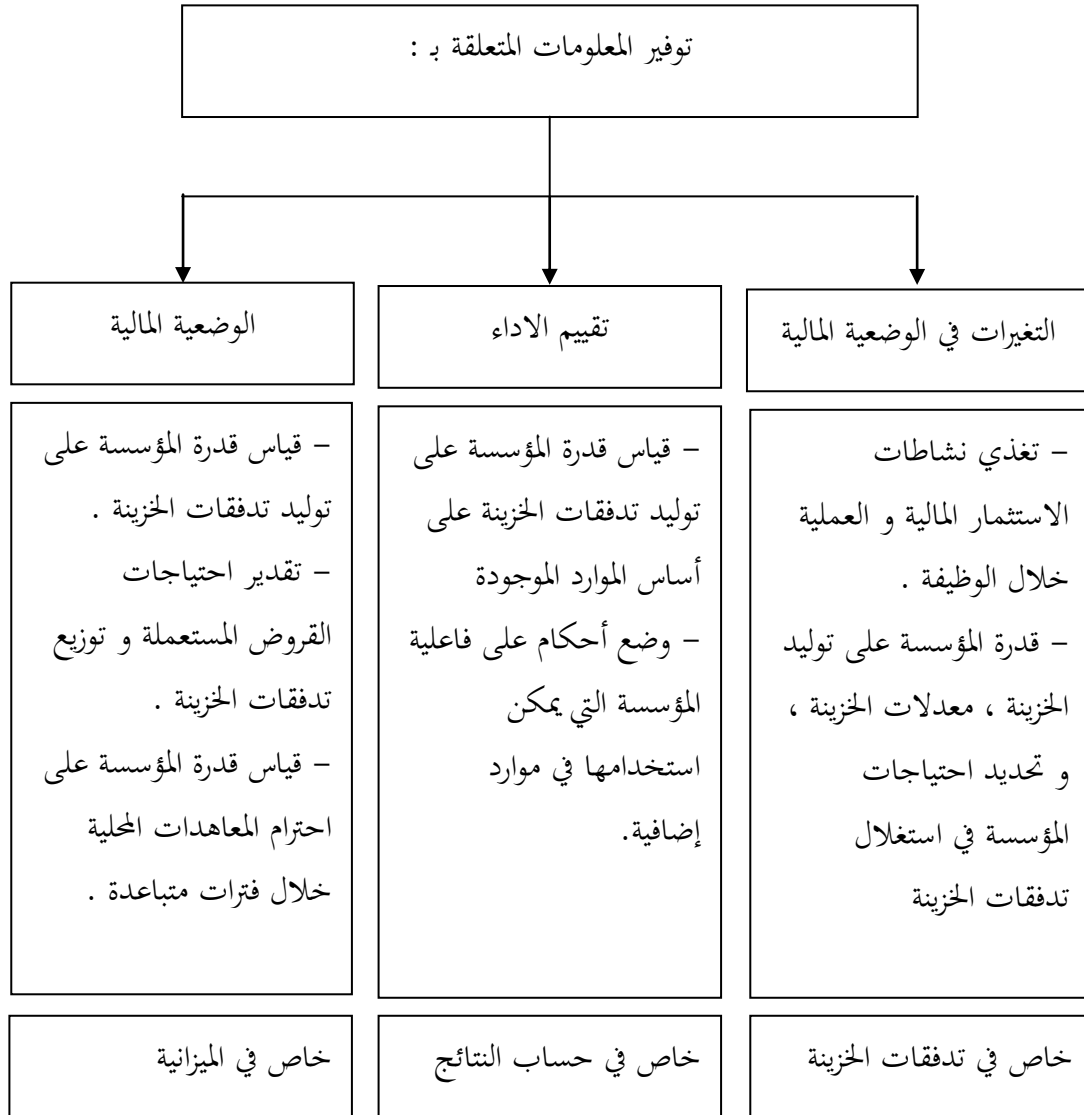 توفير المعلومات المتعلقة بـ :
التغيرات في الوضعية المالية
تقييم الاداء
الوضعية المالية
– تغذي نشاطات
الاستثمار المالية و العملية
خلال الوظيفة .
– قدرة المؤسسة على توليد
الخزينة ، معدلات الخزينة ،
و تحديد احتياجات
المؤسسة في استغلال
تدفقات الخزينة
– قياس قدرة المؤسسة على
توليد تدفقات الخزينة على
أساس الموارد الموجودة
– وضع أحكام على فاعلية
المؤسسة التي يمكن
استخدامها في موارد
إضافية.
– قياس قدرة المؤسسة على
توليد تدفقات الخزينة .
– تقدير احتياجات
القروض المستعملة و توزيع
تدفقات الخزينة .
– قياس قدرة المؤسسة على
احترام المعاهدات المحلية
خلال فترات متباعدة .
خاص في تدفقات الخزينة
خاص في حساب النتائج
خاص في الميزانية